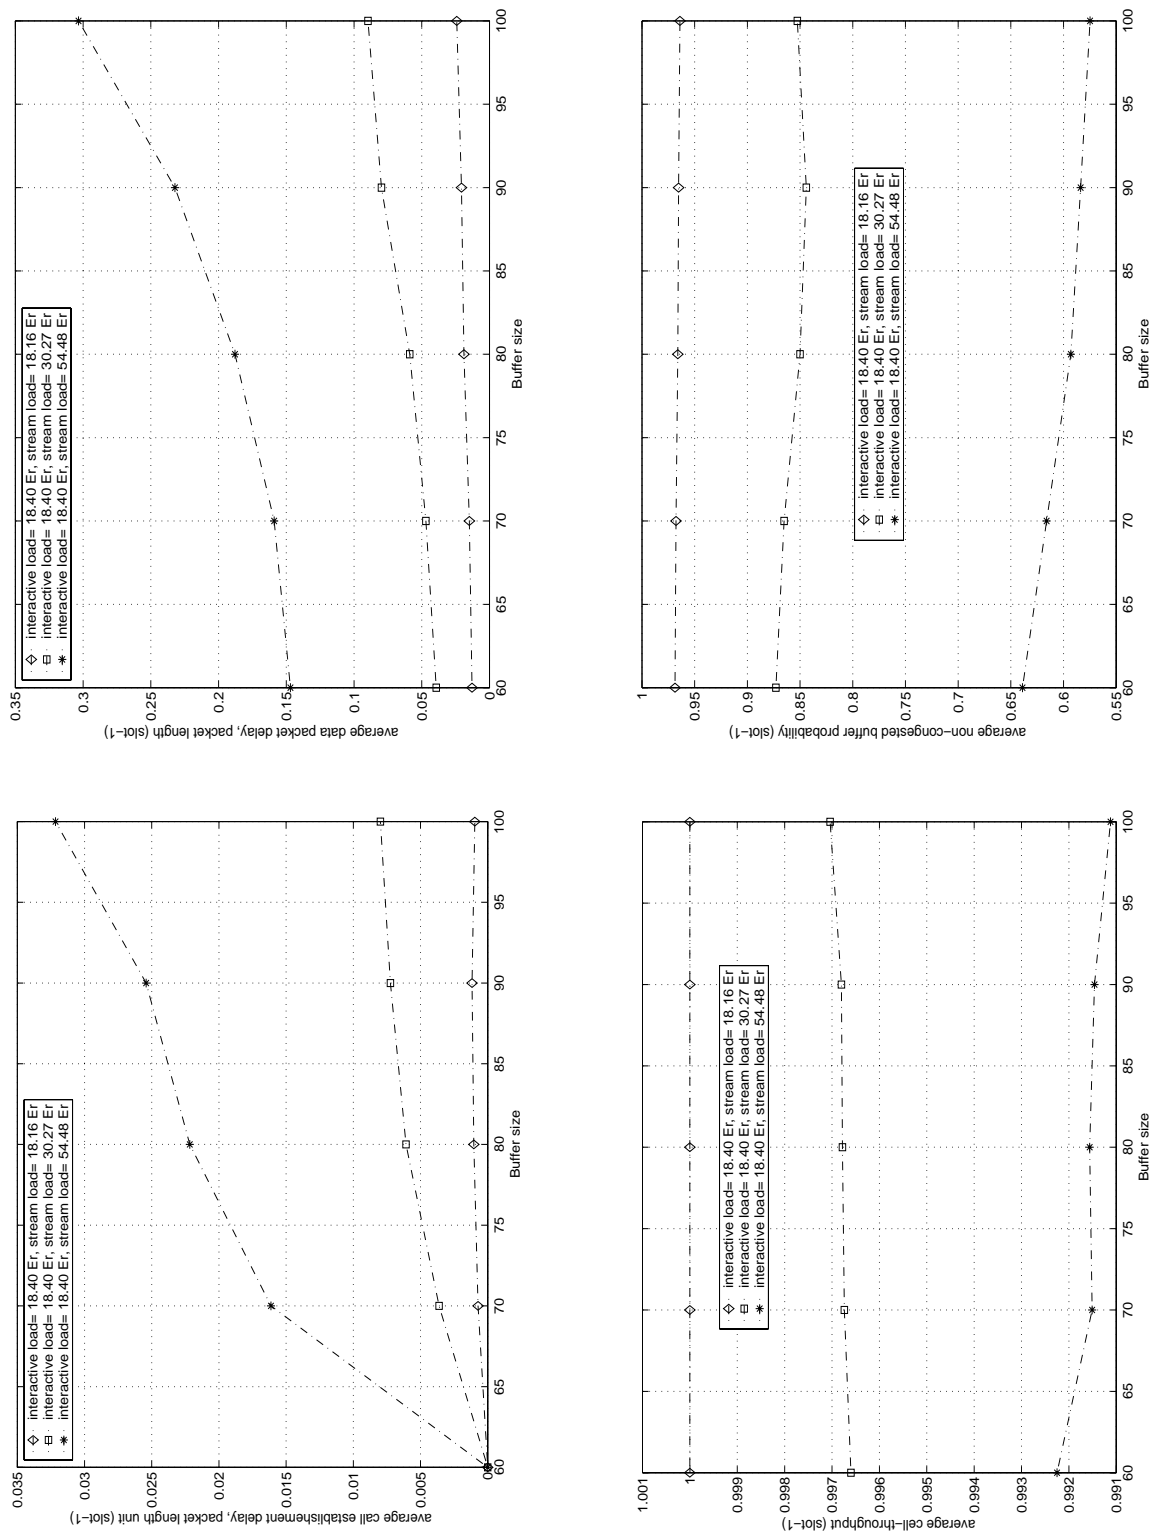 average call establishement delay, packet length unit (slot-1)
0.035
0.03
0.025
0.02
0.015
0.01
0.005
0
interactive load= 18.40 Er, stream load= 18.16 Er
interactive load= 18.40 Er, stream load= 30.27 Er
interactive load= 18.40 Er, stream load= 54.48 Er
60 65 70 75 80 85 90 95 100
Buffer size
average data packet delay, packet length (slot-1)
0.35
0.3
0.25
0.2
0.15
0.1
0.05
0
interactive load= 18.40 Er, stream load= 18.16 Er
interactive load= 18.40 Er, stream load= 30.27 Er
interactive load= 18.40 Er, stream load= 54.48 Er
60 65 70 75 80 85 90 95 100
Buffer size
average cell-throughput (slot-1)
1.001
1
0.999
0.998
0.997
0.996
0.995
0.994
0.993
0.992
0.991
interactive load= 18.40 Er, stream load= 18.16 Er
interactive load= 18.40 Er, stream load= 30.27 Er
interactive load= 18.40 Er, stream load= 54.48 Er
60 65 70 75 80 85 90 95 100
Buffer size
average non-congested buffer probability (slot-1)
1
0.95
0.9
0.85
0.8
0.75
0.7
0.65
0.6
0.55
interactive load= 18.40 Er, stream load= 18.16 Er
interactive load= 18.40 Er, stream load= 30.27 Er
interactive load= 18.40 Er, stream load= 54.48 Er
60 65 70 75 80 85 90 95 100
Buffer size